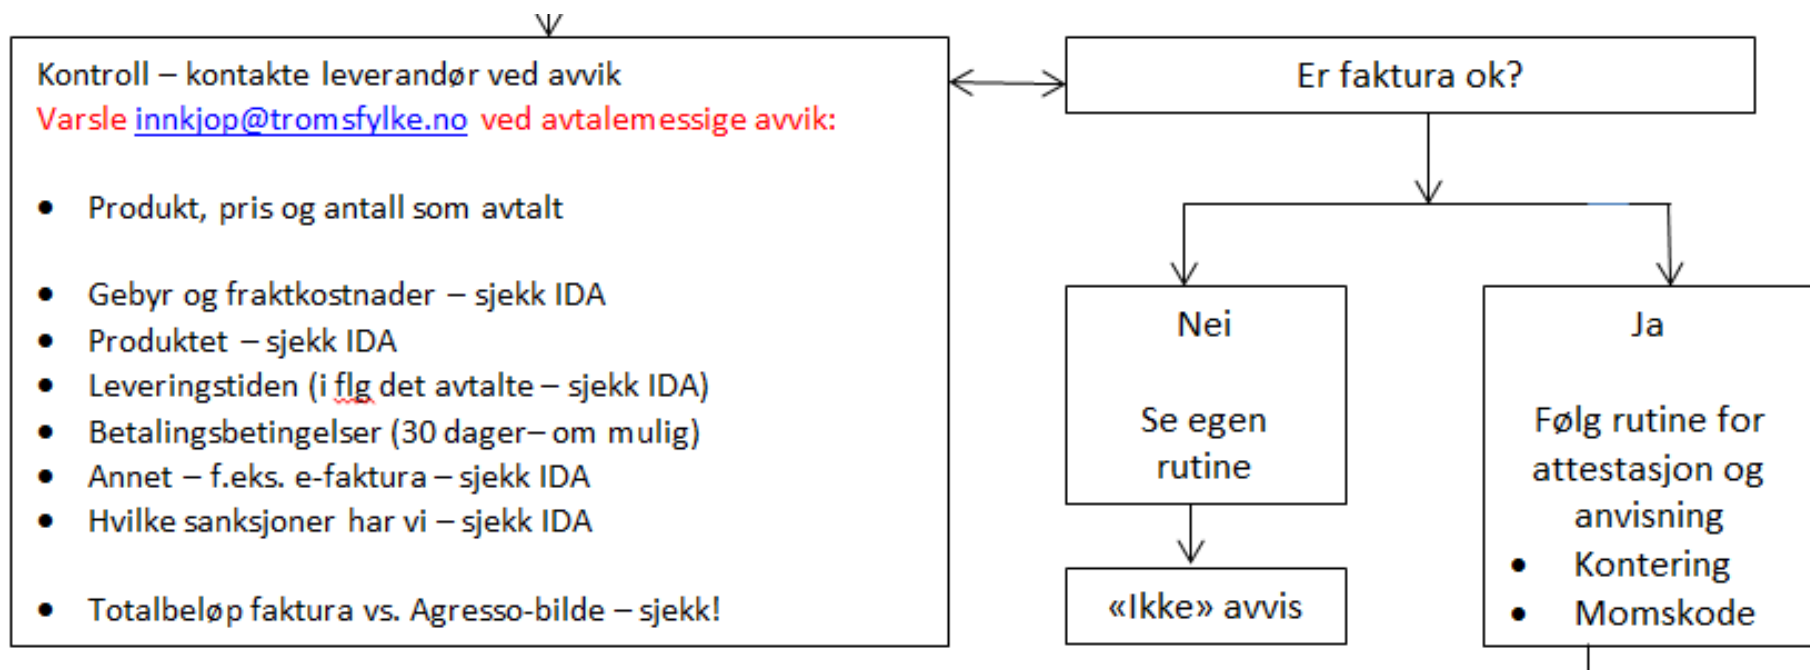 Kontroll – kontakte leverandør ved avvik
Varsle innkjop@tromsfylke.no ved avtalemessige avvik:
• Produkt, pris og antall som avtalt
• Gebyr og fraktkostnader – sjekk IDA
• Produktet – sjekk IDA
• Leveringstiden (i flg det avtalte – sjekk IDA)
• Betalingsbetingelser (30 dager– om mulig)
• Annet – f.eks. e-faktura – sjekk IDA
• Hvilke sanksjoner har vi – sjekk IDA
• Totalbeløp faktura vs. Agresso-bilde – sjekk!
Er faktura ok?
Nei
Se egen
rutine
«Ikke» avvis
Ja
Følg rutine for
attestasjon og
anvisning
• Kontering
• Momskode